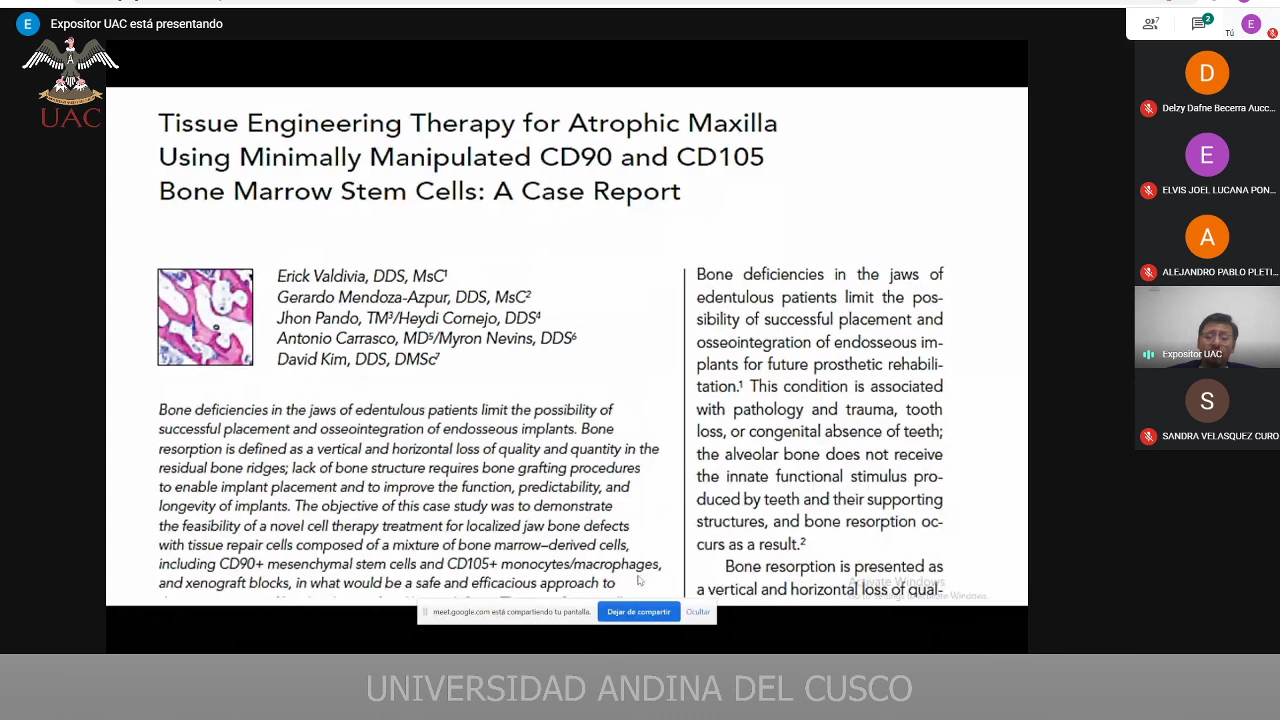 Expositor UAC está presentando
UAC
Tissue Engineering Therapy for Atrophic Maxilla
Using Minimally Manipulated CD90 and CD105
Bone Marrow Stem Cells: A Case Report
Erick Valdivia, DDS, MsC¹
Gerardo Mendoza-Azpur, DDS, MsC²
Jhon Pando, TM³/Heydi Cornejo, DDS⁴
Antonio Carrasco, MD⁵/Myron Nevins, DDS⁶
David Kim, DDS, DMSc⁷
Bone deficiencies in the jaws of edentulous patients limit the possibility of
successful placement and osseointegration of endosseous implants. Bone
resorption is defined as a vertical and horizontal loss of quality and quantity in the
residual bone ridges; lack of bone structure requires bone grafting procedures
to enable implant placement and to improve the function, predictability, and
longevity of implants. The objective of this case study was to demonstrate
the feasibility of a novel cell therapy treatment for localized jaw bone defects
with tissue repair cells composed of a mixture of bone marrow–derived cells,
including CD90+ mesenchymal stem cells and CD105+ monocytes/macrophages,
and xenograft blocks, in what would be a safe and efficacious approach to
Bone deficiencies in the jaws of
edentulous patients limit the pos-
sibility of successful placement and
osseointegration of endosseous im-
plants for future prosthetic rehabili-
tation.¹ This condition is associated
with pathology and trauma, tooth
loss, or congenital absence of teeth;
the alveolar bone does not receive
the innate functional stimulus pro-
duced by teeth and their supporting
structures, and bone resorption oc-
curs as a result.²
Bone resorption is presented as
a vertical and horizontal loss of qual-
Activate Windows
Go to Settings to activate Windows.
meet.google.com está compartiendo tu pantalla.
Dejar de compartir
Ocultar
7
2
Tú
E
E
D
Delzy Dafne Becerra Aucc...
E
ELVIS JOEL LUCANA PON...
A
ALEJANDRO PABLO PLETI...
Expositor UAC
S
SANDRA VELASQUEZ CURO
UNIVERSIDAD ANDINA DEL CUSCO